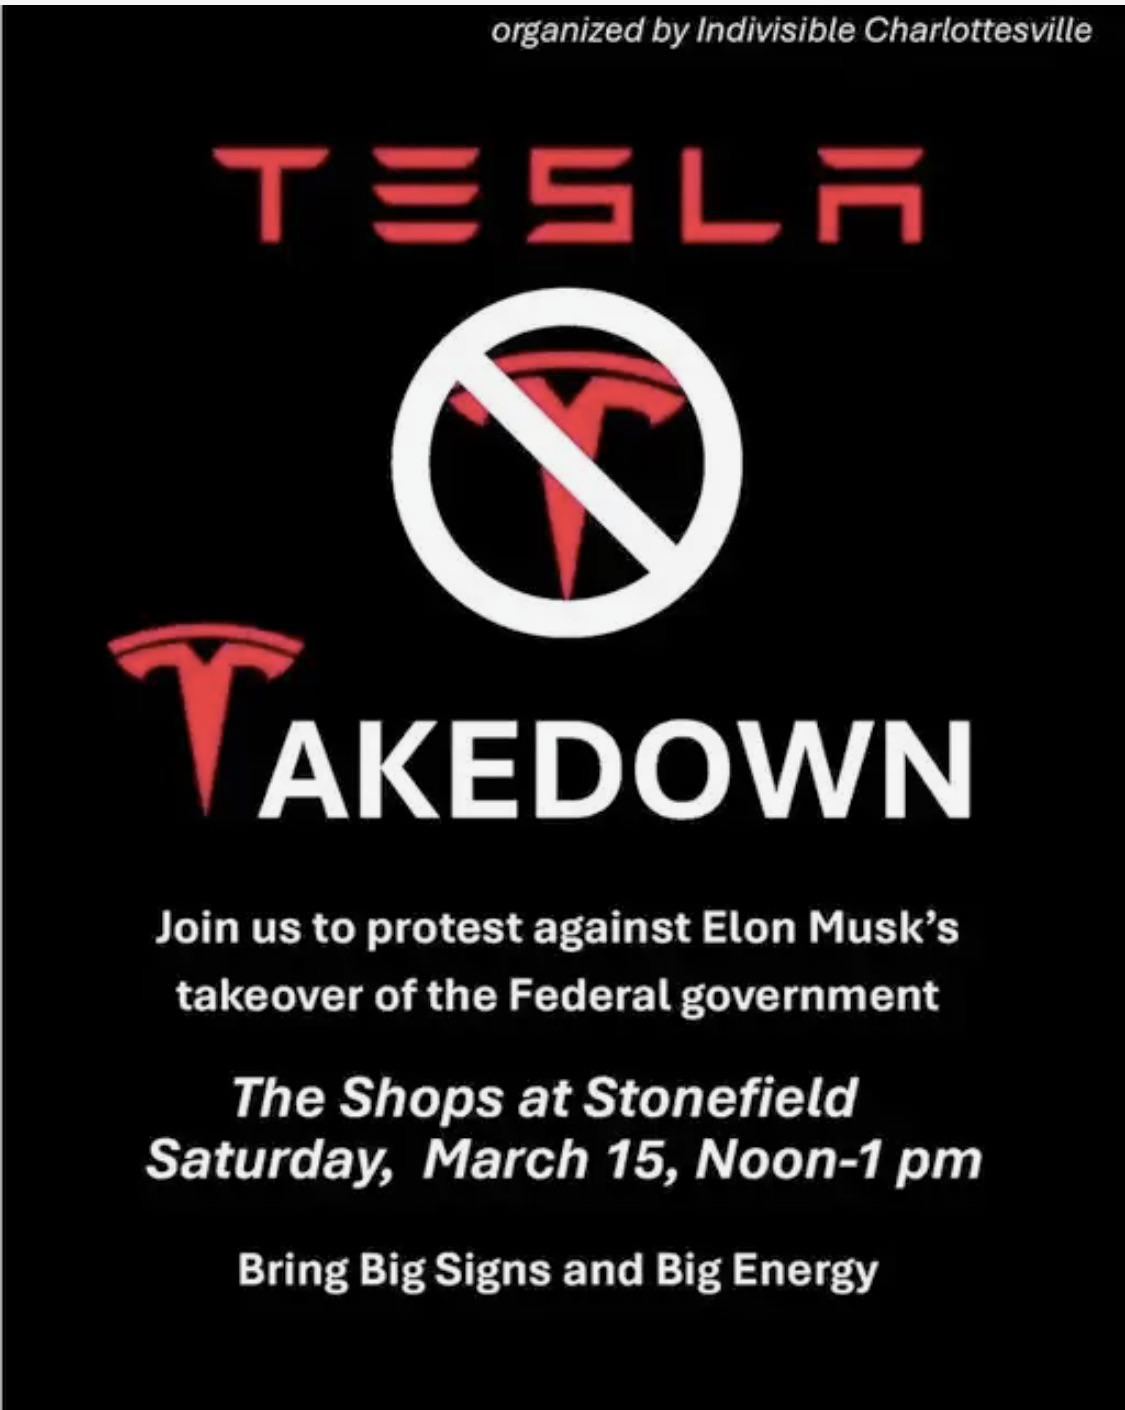 organized by Indivisible Charlottesville
TESLA
TAKEDOWN
Join us to protest against Elon Musk’s
takeover of the Federal government
The Shops at Stonefield
Saturday, March 15, Noon-1 pm
Bring Big Signs and Big Energy